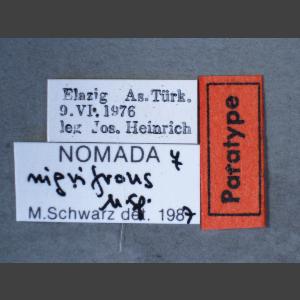 Elazig As.Türk.
9.VI.1976
leg Jos. Heinrich
Paratype
NOMADA ♀
nigrifrons
n.sp.
M.Schwarz det. 1987